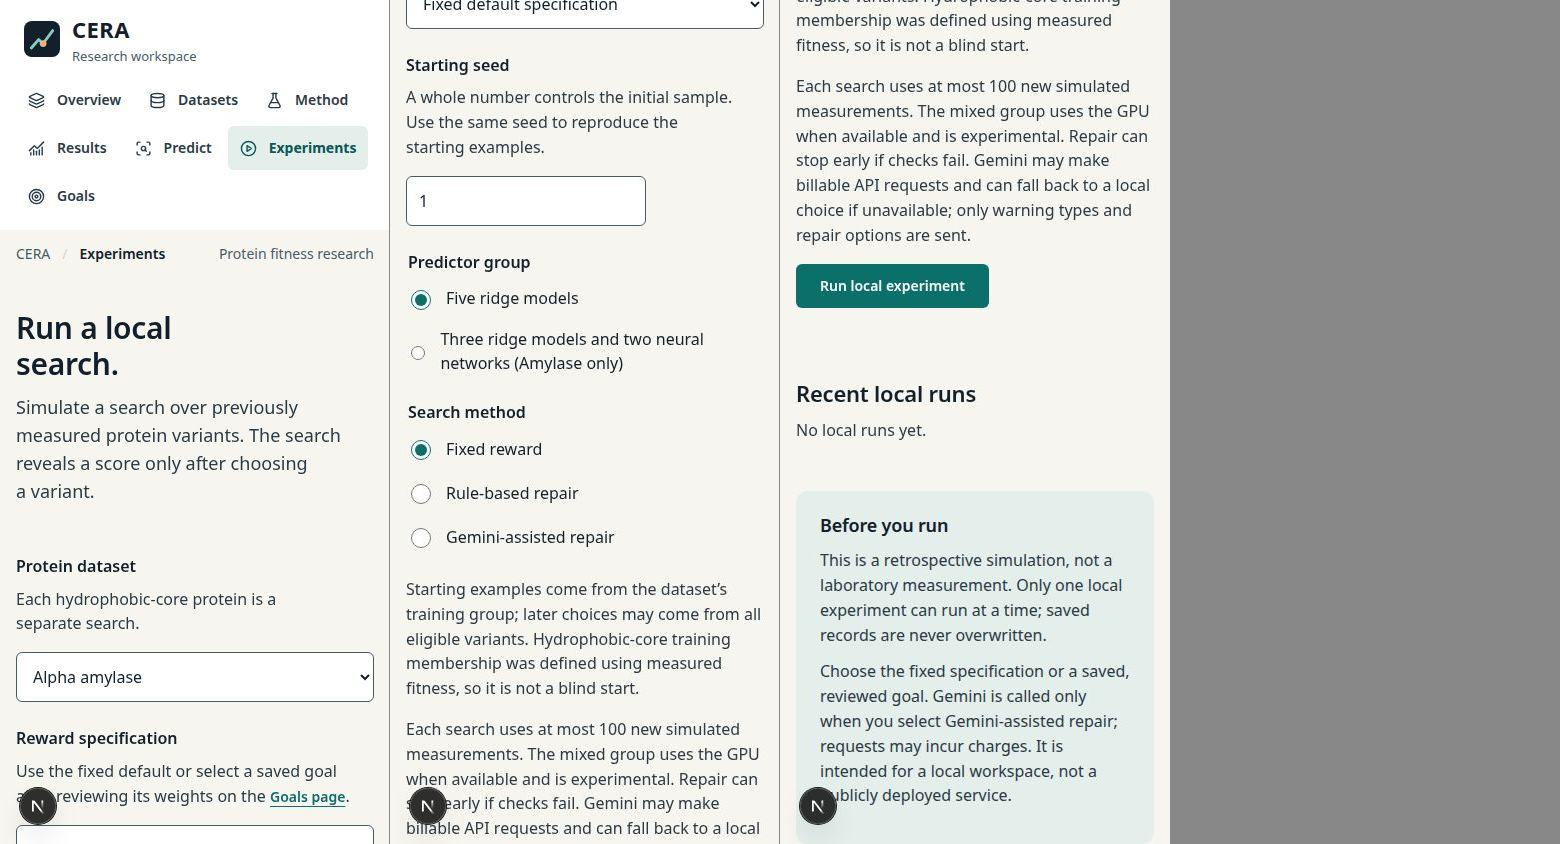 CERA
Research workspace
Overview
Datasets
Method
Results
Predict
Experiments
Goals
CERA / Experiments
Protein fitness research
Run a local
search.
Simulate a search over previously
measured protein variants. The search
reveals a score only after choosing
a variant.
Protein dataset
Each hydrophobic-core protein is a
separate search.
Alpha amylase
Reward specification
Use the fixed default or select a saved goal
reviewing its weights on the Goals page.
N
Fixed default specification
Starting seed
A whole number controls the initial sample.
Use the same seed to reproduce the
starting examples.
1
Predictor group
Five ridge models
Three ridge models and two neural
networks (Amylase only)
Search method
Fixed reward
Rule-based repair
Gemini-assisted repair
Starting examples come from the dataset’s
training group; later choices may come from all
eligible variants. Hydrophobic-core training
membership was defined using measured
fitness, so it is not a blind start.
Each search uses at most 100 new simulated
measurements. The mixed group uses the GPU
when available and is experimental. Repair can
early if checks fail. Gemini may make
billable API requests and can fall back to a local
N
eligible variants. Hydrophobic-core training
membership was defined using measured
fitness, so it is not a blind start.
Each search uses at most 100 new simulated
measurements. The mixed group uses the GPU
when available and is experimental. Repair can
stop early if checks fail. Gemini may make
billable API requests and can fall back to a local
choice if unavailable; only warning types and
repair options are sent.
Run local experiment
Recent local runs
No local runs yet.
Before you run
This is a retrospective simulation, not a
laboratory measurement. Only one local
experiment can run at a time; saved
records are never overwritten.
Choose the fixed specification or a saved,
reviewed goal. Gemini is called only
when you select Gemini-assisted repair;
requests may incur charges. It is
intended for a local workspace, not a
publicly deployed service.
N